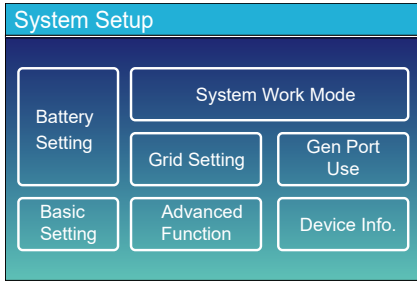 System Setup
Battery
Setting
System Work Mode
Grid Setting
Gen Port
Use
Basic
Setting
Advanced
Function
Device Info.